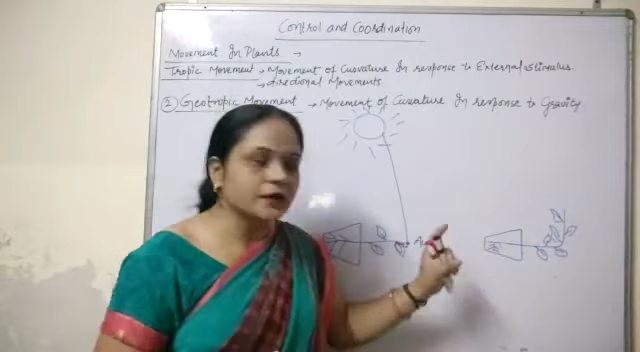 Control and Coordination
Movement In Plants →
Tropic Movement → Movement of Curvature In response to External-Stimulus
→ directional Movements.
② Geotropic Movement → Movement of Curvature In response to Gravity